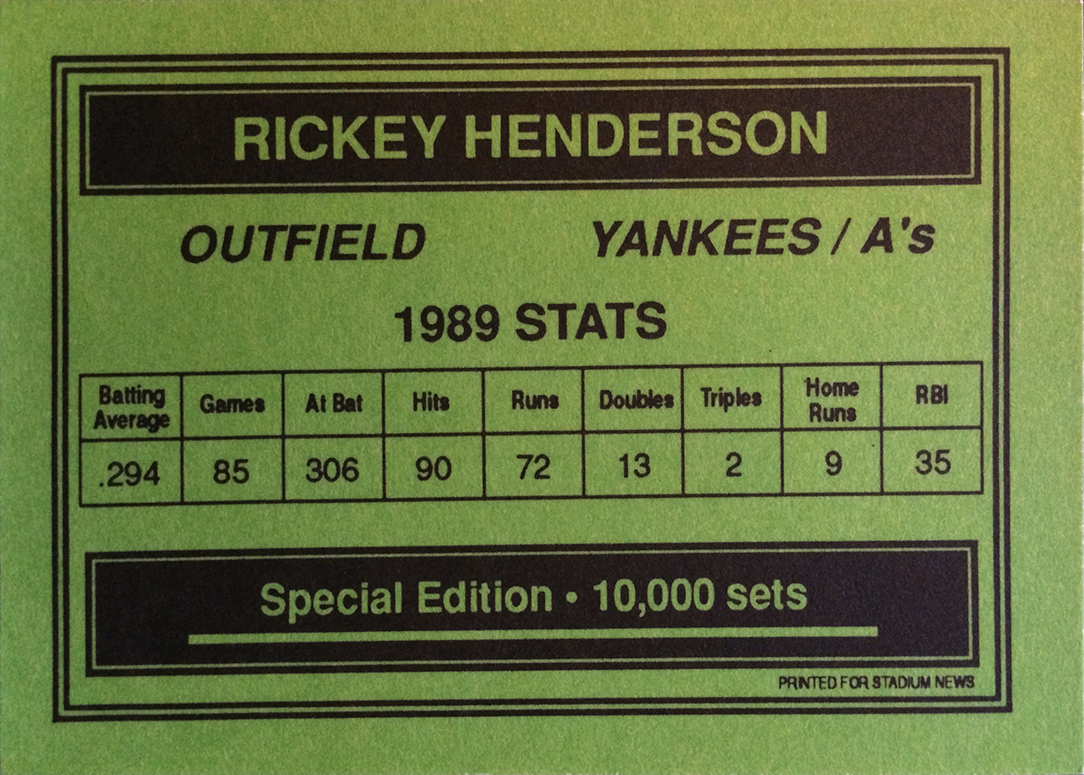 RICKEY HENDERSON
OUTFIELD YANKEES / A's
1989 STATS
Batting Average Games At Bat Hits Runs Doubles Triples Home Runs RBI
.294 85 306 90 72 13 2 9 35
Special Edition • 10,000 sets
PRINTED FOR STADIUM NEWS